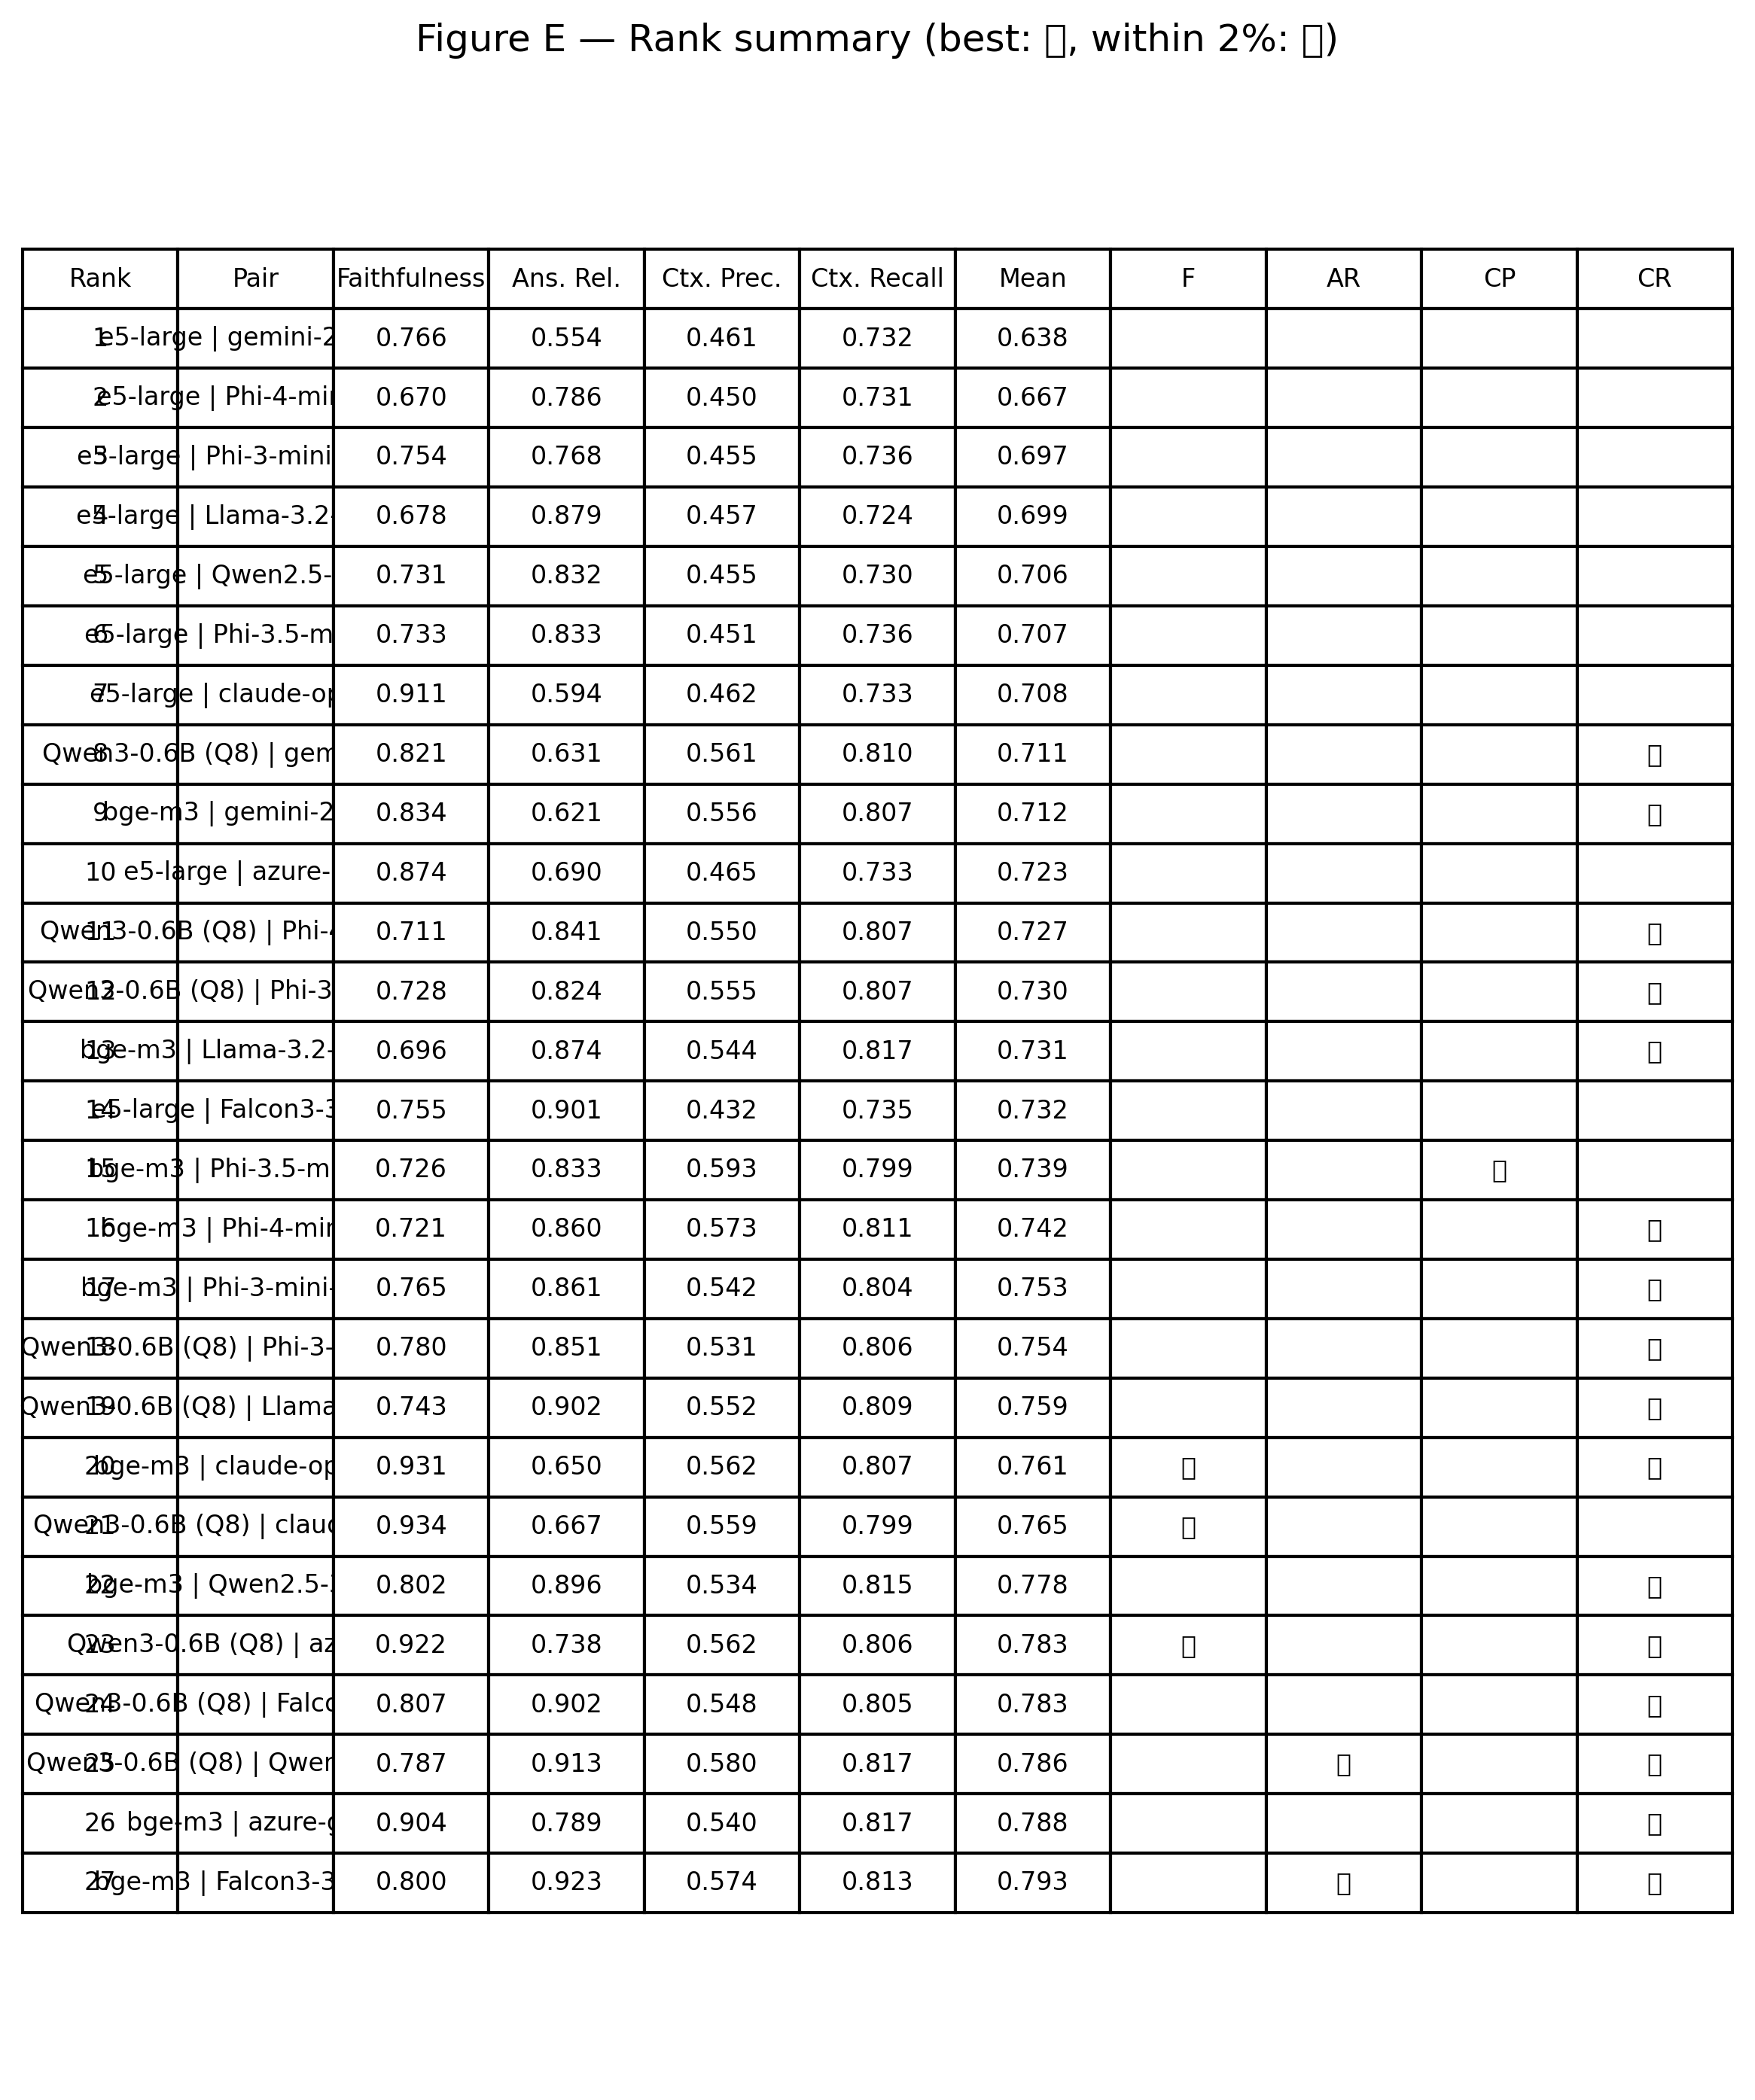 Figure E — Rank summary (best: ▯, within 2%: ▯)
Rank Pair Faithfulness Ans. Rel. Ctx. Prec. Ctx. Recall Mean F AR CP CR
1 e5-large | gemini-2 0.766 0.554 0.461 0.732 0.638
2 e5-large | Phi-4-min 0.670 0.786 0.450 0.731 0.667
3 e5-large | Phi-3-mini 0.754 0.768 0.455 0.736 0.697
4 e5-large | Llama-3.2- 0.678 0.879 0.457 0.724 0.699
5 e5-large | Qwen2.5- 0.731 0.832 0.455 0.730 0.706
6 e5-large | Phi-3.5-m 0.733 0.833 0.451 0.736 0.707
7 e5-large | claude-op 0.911 0.594 0.462 0.733 0.708
8 Qwen3-0.6B (Q8) | gem 0.821 0.631 0.561 0.810 0.711 ▯
9 bge-m3 | gemini-2 0.834 0.621 0.556 0.807 0.712 ▯
10 e5-large | azure- 0.874 0.690 0.465 0.733 0.723
11 Qwen3-0.6B (Q8) | Phi-4 0.711 0.841 0.550 0.807 0.727 ▯
12 Qwen3-0.6B (Q8) | Phi-3 0.728 0.824 0.555 0.807 0.730 ▯
13 bge-m3 | Llama-3.2- 0.696 0.874 0.544 0.817 0.731 ▯
14 e5-large | Falcon3-3 0.755 0.901 0.432 0.735 0.732
15 bge-m3 | Phi-3.5-m 0.726 0.833 0.593 0.799 0.739 ▯
16 bge-m3 | Phi-4-min 0.721 0.860 0.573 0.811 0.742 ▯
17 bge-m3 | Phi-3-mini- 0.765 0.861 0.542 0.804 0.753 ▯
18 Qwen3-0.6B (Q8) | Phi-3- 0.780 0.851 0.531 0.806 0.754 ▯
19 Qwen3-0.6B (Q8) | Llama 0.743 0.902 0.552 0.809 0.759 ▯
20 bge-m3 | claude-op 0.931 0.650 0.562 0.807 0.761 ▯ ▯
21 Qwen3-0.6B (Q8) | claud 0.934 0.667 0.559 0.799 0.765 ▯
22 bge-m3 | Qwen2.5- 0.802 0.896 0.534 0.815 0.778 ▯
23 Qwen3-0.6B (Q8) | az 0.922 0.738 0.562 0.806 0.783 ▯ ▯
24 Qwen3-0.6B (Q8) | Falco 0.807 0.902 0.548 0.805 0.783 ▯
25 Qwen3-0.6B (Q8) | Qwen 0.787 0.913 0.580 0.817 0.786 ▯ ▯
26 bge-m3 | azure-g 0.904 0.789 0.540 0.817 0.788 ▯
27 bge-m3 | Falcon3-3 0.800 0.923 0.574 0.813 0.793 ▯ ▯